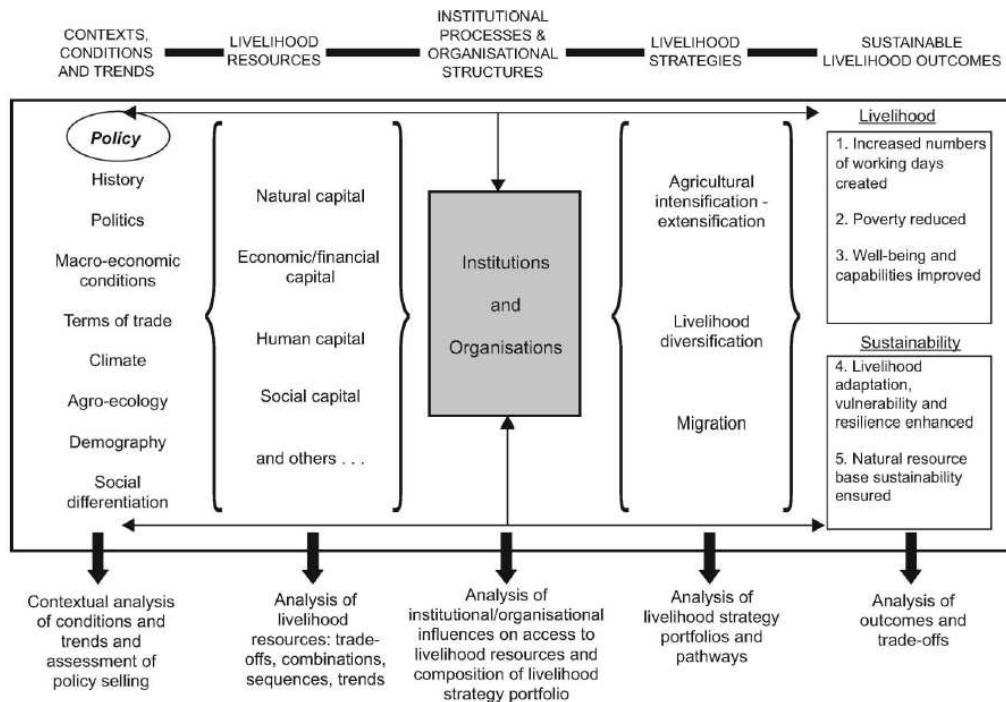 CONTEXTS,
CONDITIONS
AND TRENDS
LIVELIHOOD
RESOURCES
INSTITUTIONAL
PROCESSES &
ORGANISATIONAL
STRUCTURES
LIVELIHOOD
STRATEGIES
SUSTAINABLE
LIVELIHOOD OUTCOMES
Policy
History
Politics
Macro-economic
conditions
Terms of trade
Climate
Agro-ecology
Demography
Social
differentiation
Natural capital
Economic/financial
capital
Human capital
Social capital
and others . . .
Institutions
and
Organisations
Agricultural
intensification -
extensification
Livelihood
diversification
Migration
Livelihood
1. Increased numbers
of working days
created
2. Poverty reduced
3. Well-being and
capabilities improved
Sustainability
4. Livelihood
adaptation,
vulnerability and
resilience enhanced
5. Natural resource
base sustainability
ensured
Contextual analysis
of conditions and
trends and
assessment of
policy selling
Analysis of
livelihood
resources: trade-
offs, combinations,
sequences, trends
Analysis of
institutional/organisational
influences on access to
livelihood resources and
composition of livelihood
strategy portfolio
Analysis of
livelihood strategy
portfolios and
pathways
Analysis of
outcomes and
trade-offs